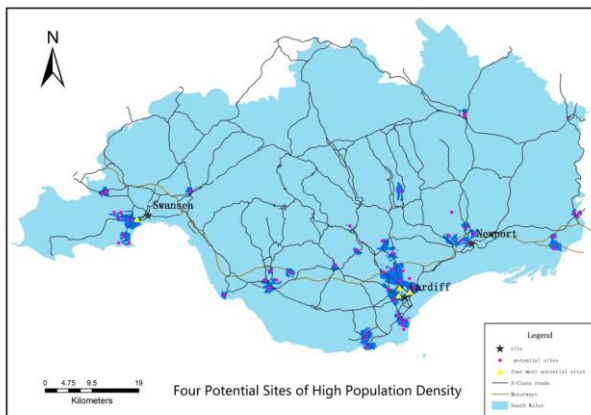 N
Swansea
Newport
Cardiff
Legend
city
potential sites
four most potential sites
A-Class roads
Motorways
South Wales
0 4.75 9.5 19
Kilometers
Four Potential Sites of High Population Density